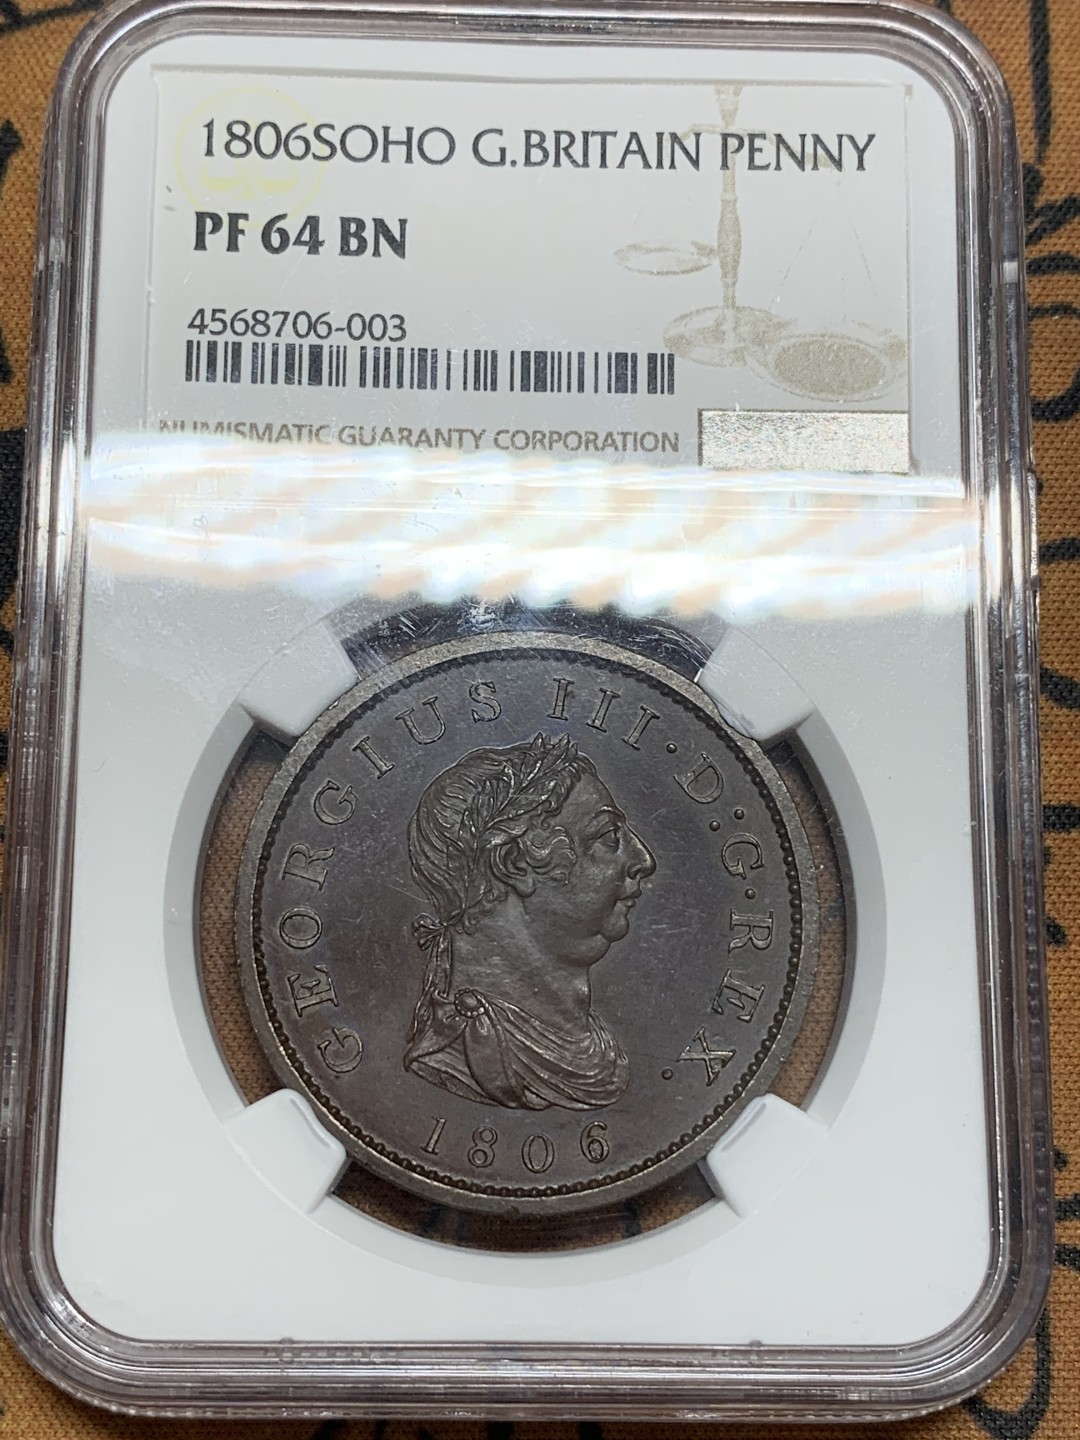 1806SOHO G.BRITAIN PENNY
PF 64 BN
4568706-003
NUMISMATIC GUARANTY CORPORATION
GEORGIUS III·D:G·REX.
1806